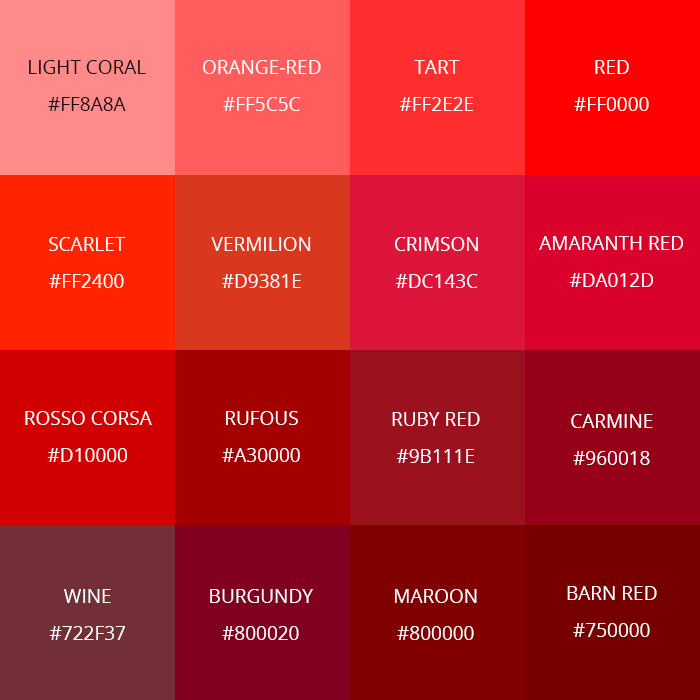 LIGHT CORAL
#FF8A8A
ORANGE-RED
#FF5C5C
TART
#FF2E2E
RED
#FF0000
SCARLET
#FF2400
VERMILION
#D9381E
CRIMSON
#DC143C
AMARANTH RED
#DA012D
ROSSO CORSA
#D10000
RUFOUS
#A30000
RUBY RED
#9B111E
CARMINE
#960018
WINE
#722F37
BURGUNDY
#800020
MAROON
#800000
BARN RED
#750000